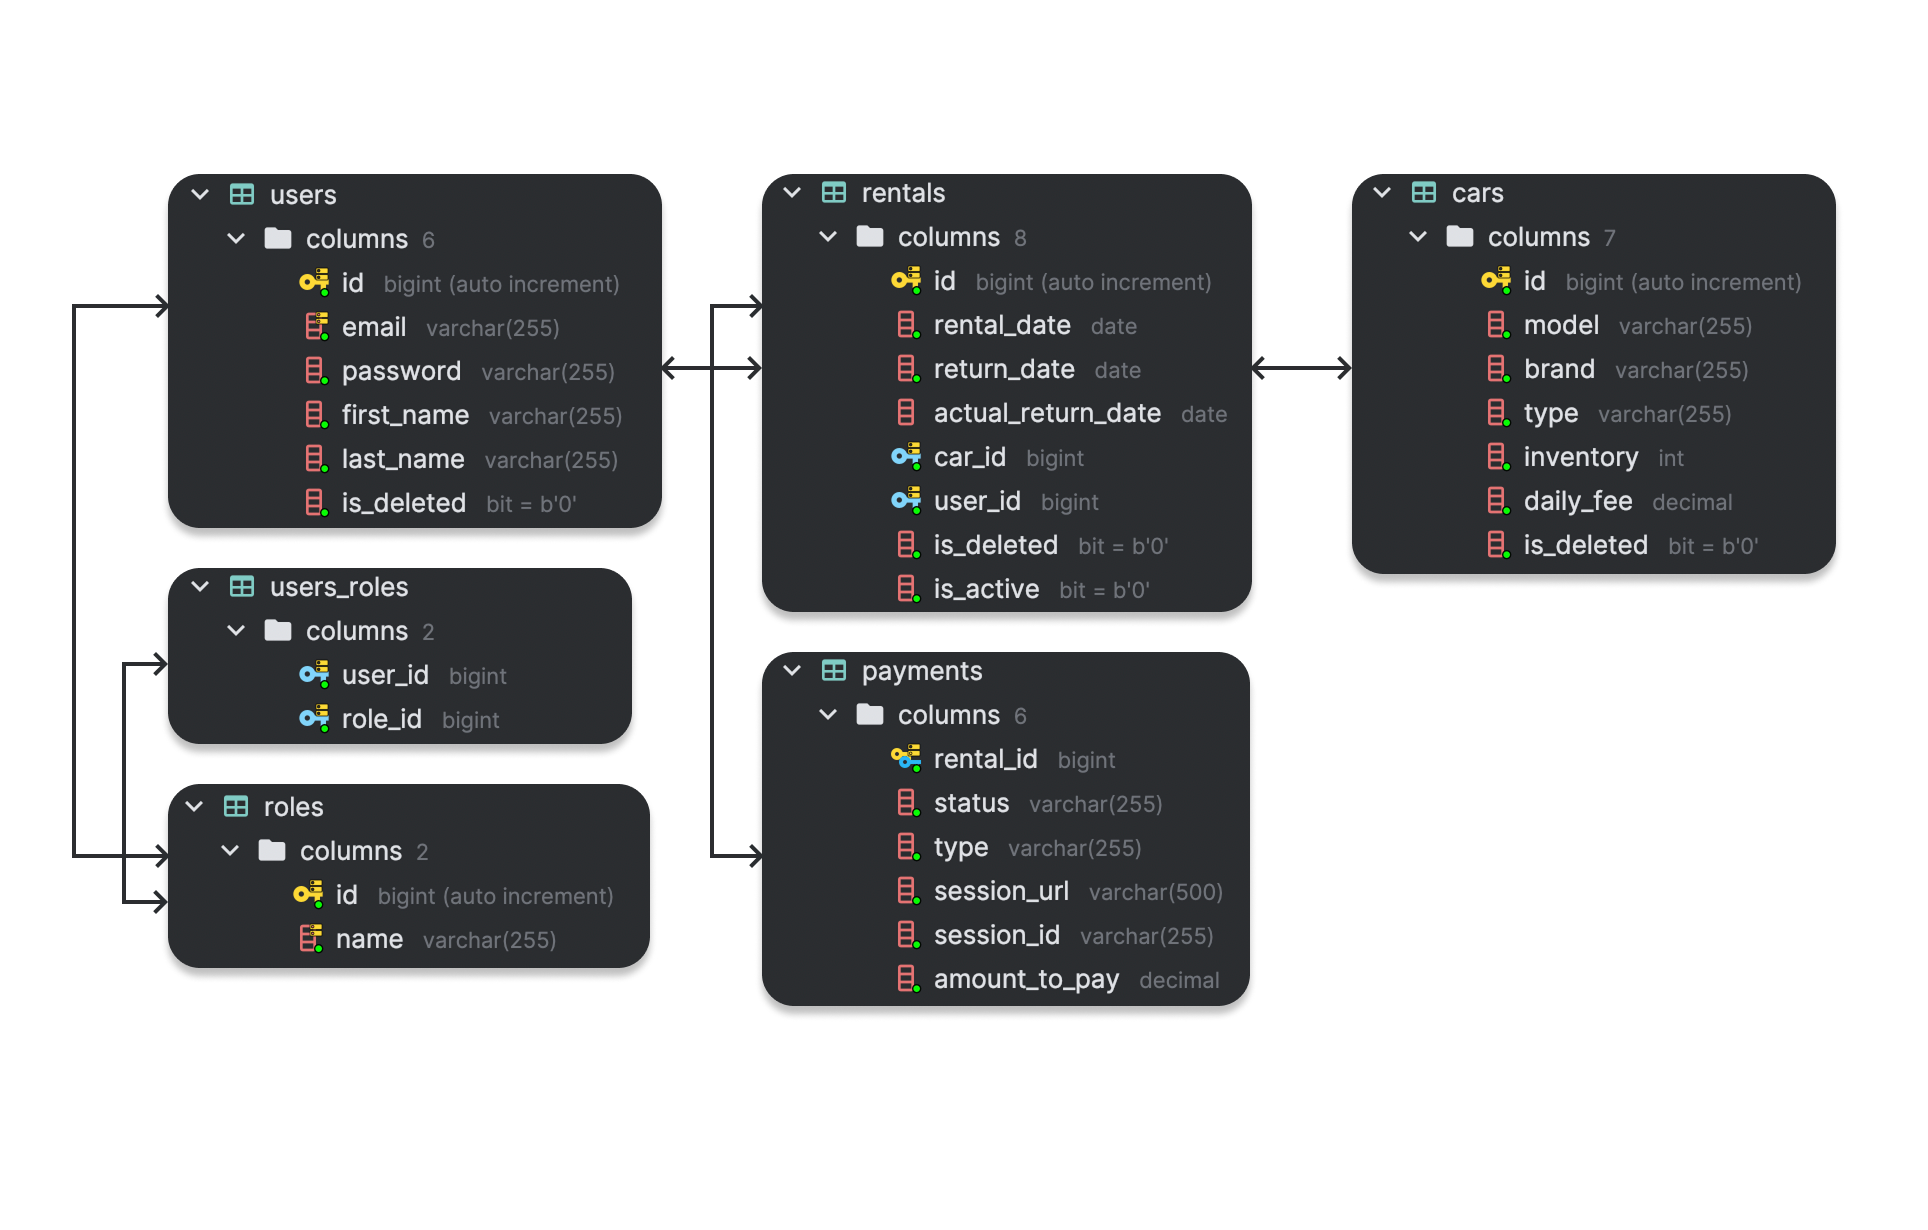 users
columns 6
id bigint (auto increment)
email varchar(255)
password varchar(255)
first_name varchar(255)
last_name varchar(255)
is_deleted bit = b'0'
users_roles
columns 2
user_id bigint
role_id bigint
roles
columns 2
id bigint (auto increment)
name varchar(255)
rentals
columns 8
id bigint (auto increment)
rental_date date
return_date date
actual_return_date date
car_id bigint
user_id bigint
is_deleted bit = b'0'
is_active bit = b'0'
payments
columns 6
rental_id bigint
status varchar(255)
type varchar(255)
session_url varchar(500)
session_id varchar(255)
amount_to_pay decimal
cars
columns 7
id bigint (auto increment)
model varchar(255)
brand varchar(255)
type varchar(255)
inventory int
daily_fee decimal
is_deleted bit = b'0'